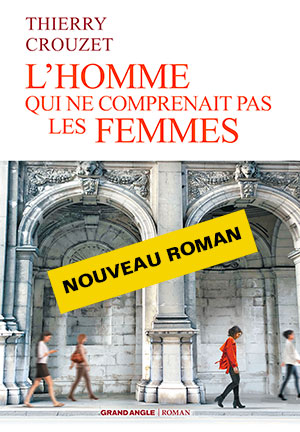 THIERRY
CROUZET
L'HOMME
QUI NE COMPRENAIT PAS
LES FEMMES
NOUVEAU ROMAN
GRAND ANGLE | ROMAN